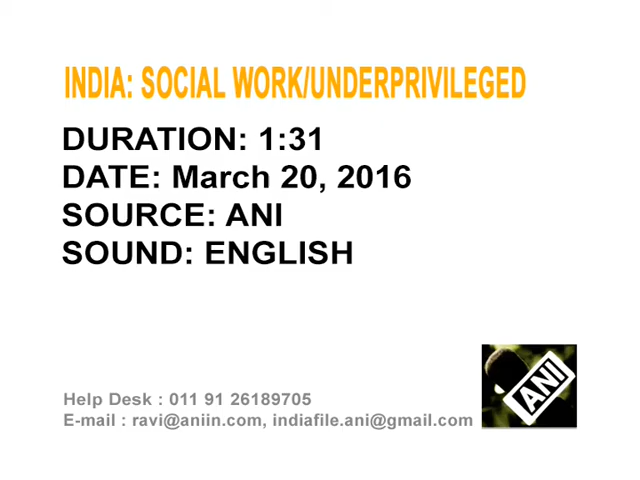 INDIA: SOCIAL WORK/UNDERPRIVILEGED
DURATION: 1:31
DATE: March 20, 2016
SOURCE: ANI
SOUND: ENGLISH
ANI
Help Desk : 011 91 26189705
E-mail : ravi@aniin.com, indiafile.ani@gmail.com